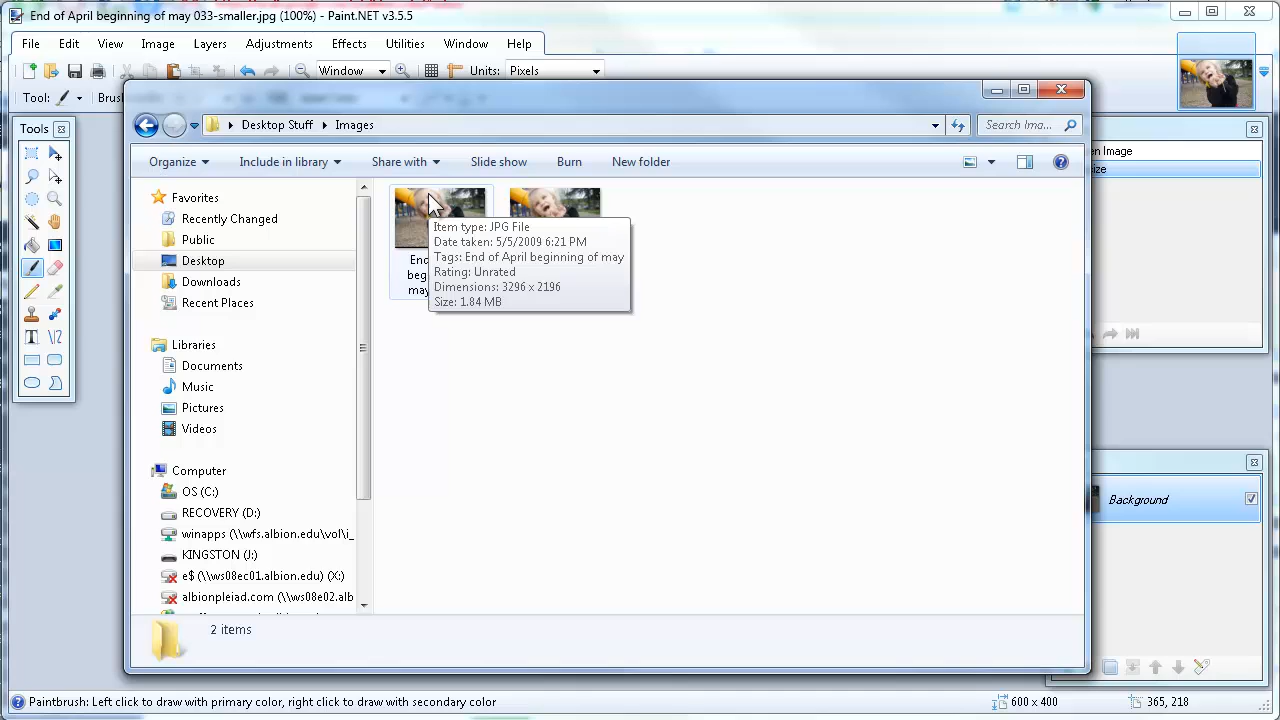 End of April beginning of may 033-smaller.jpg (100%) - Paint.NET v3.5.5
File Edit View Image Layers Adjustments Effects Utilities Window Help
Window Units: Pixels
Tool: Brus
Tools
Desktop Stuff Images Search Ima...
Organize Include in library Share with Slide show Burn New folder
Favorites
Recently Changed
Public
Desktop
Downloads
Recent Places
Libraries
Documents
Music
Pictures
Videos
Computer
OS (C:)
RECOVERY (D:)
winapps (\\wfs.albion.edu\vol\i_
KINGSTON (J:)
e$ (\\ws08ec01.albion.edu) (X:)
albionpleiad.com (\\ws08e02.alb
End
beg
may
Item type: JPG File
Date taken: 5/5/2009 6:21 PM
Tags: End of April beginning of may
Rating: Unrated
Dimensions: 3296 x 2196
Size: 1.84 MB
en Image
ize
Background
2 items
Paintbrush: Left click to draw with primary color, right click to draw with secondary color
600 x 400
365, 218